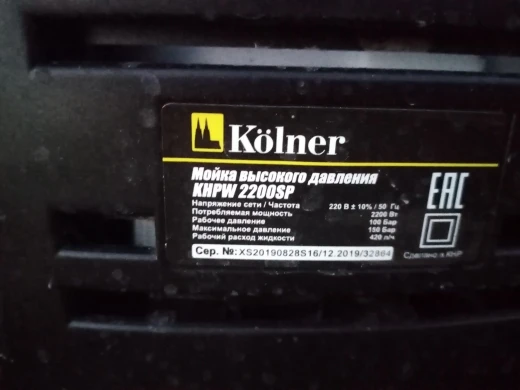 Kölner
Мойка высокого давления
KHPW 2200SP
Напряжение сети / Частота 220 В ± 10% / 50 Гц
Потребляемая мощность 2200 Вт
Рабочее давление 100 Бар
Максимальное давление 150 Бар
Рабочий расход жидкости 420 л/ч
EAC
Сделано в КНР
Сер. №: XS20190828S16/12.2019/32864